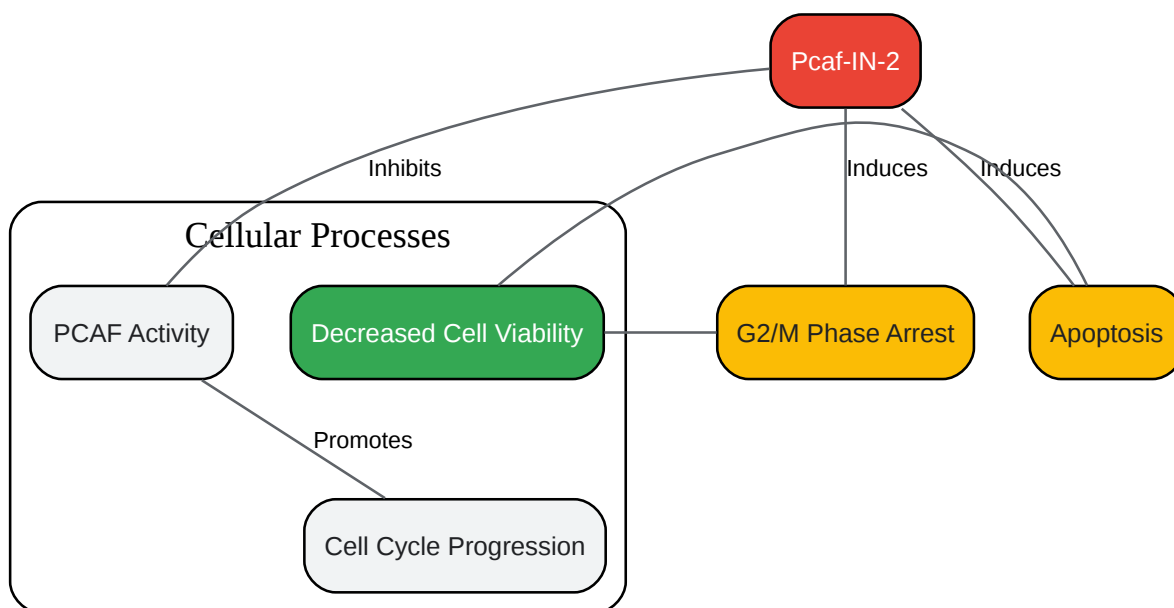 Pcaf-IN-2
Inhibits
Induces
Induces
Cellular Processes
PCAF Activity
Decreased Cell Viability
G2/M Phase Arrest
Apoptosis
Promotes
Cell Cycle Progression